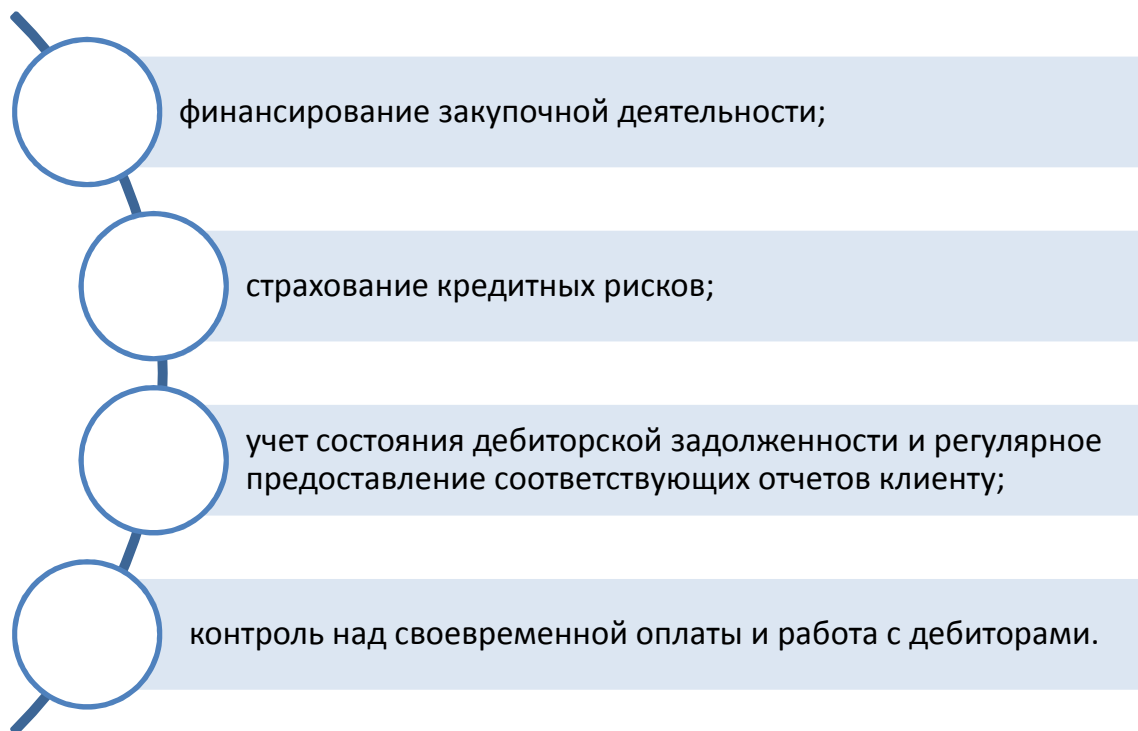 финансирование закупочной деятельности;
страхование кредитных рисков;
учет состояния дебиторской задолженности и регулярное
предоставление соответствующих отчетов клиенту;
контроль над своевременной оплаты и работа с дебиторами.